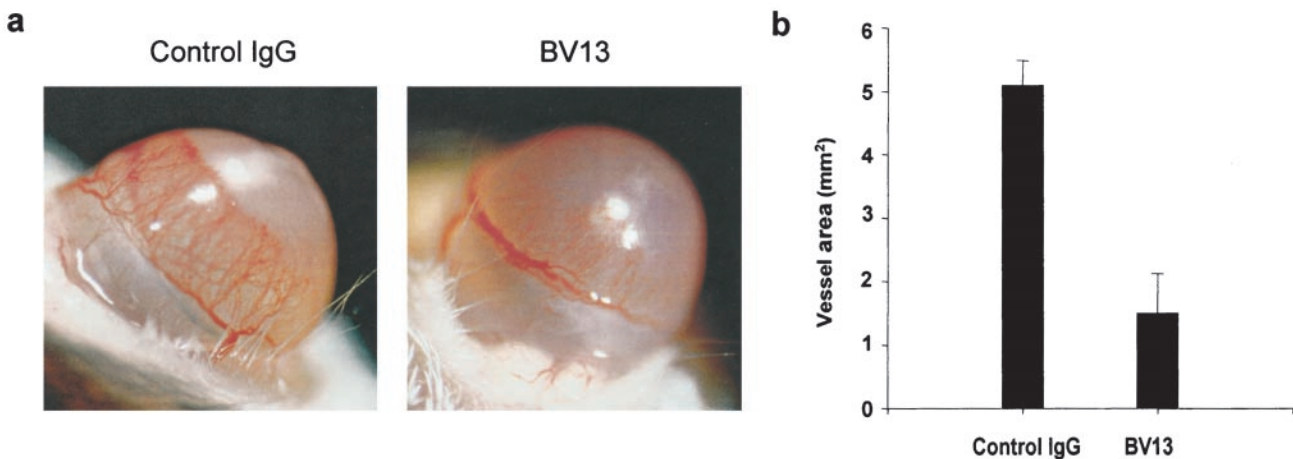 a
Control IgG
BV13
b
Vessel area (mm²)
6
5
4
3
2
1
0
Control IgG
BV13